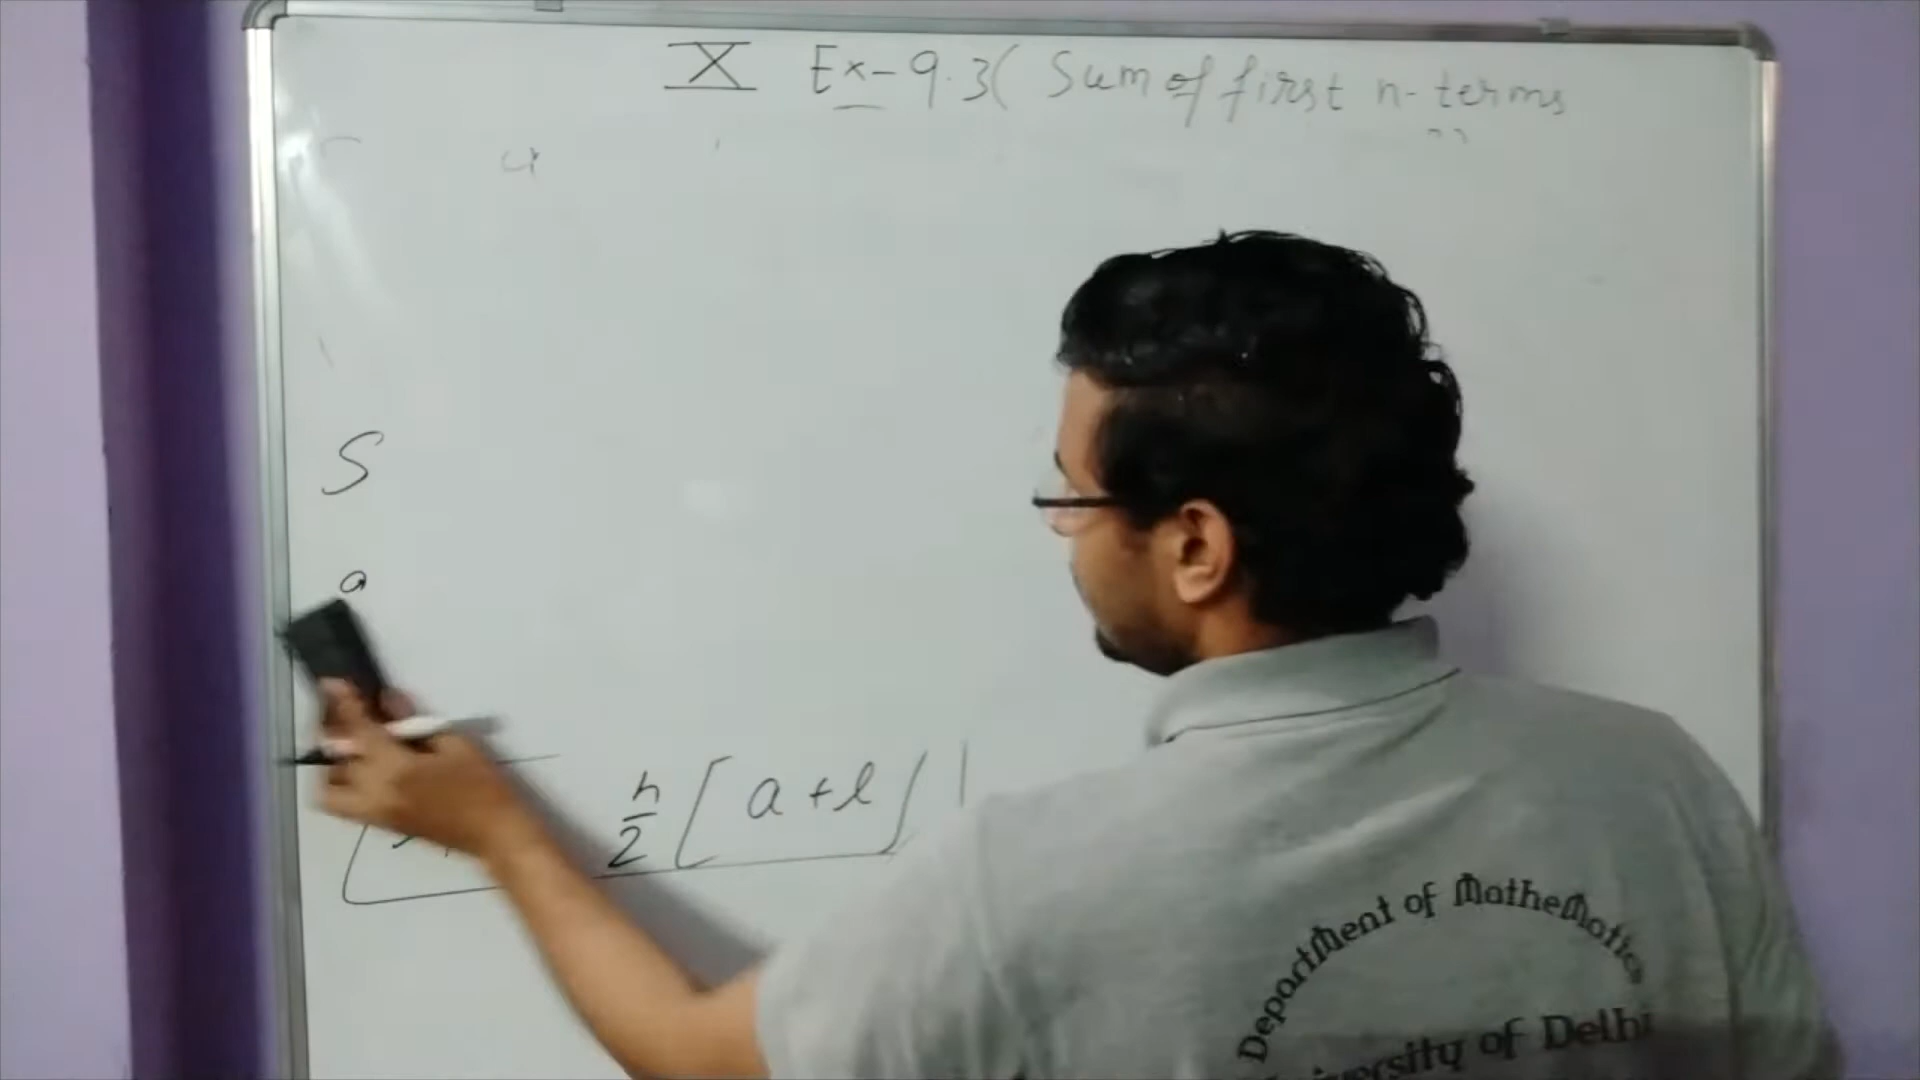 X Ex-9.3( Sum of first n-terms
S
a
n/2 [ a+l ]
DepartMent of MatheMatics
University of Delhi